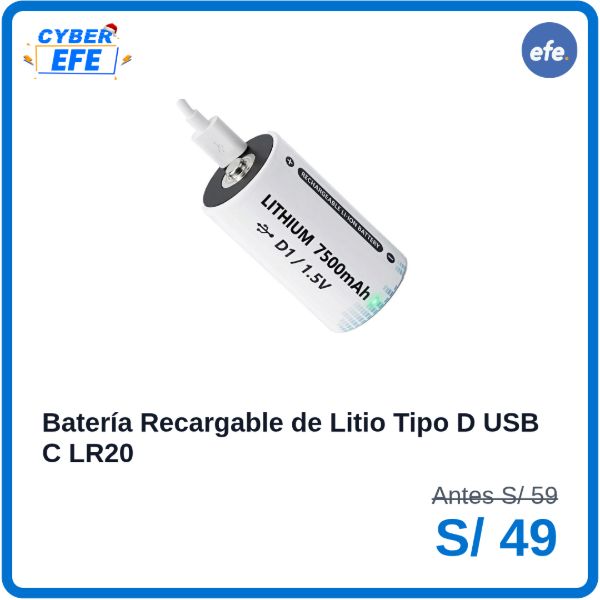 CYBER
EFE
efe.
RECHARGEABLE LI-ION BATTERY
LITHIUM 7500mAh
D1 / 1.5V
Batería Recargable de Litio Tipo D USB
C LR20
Antes S/ 59
S/ 49